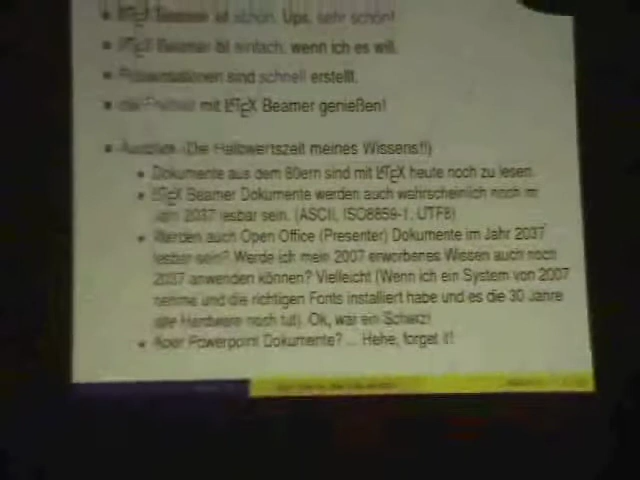 LATEX Beamer ist schön. Ups, sehr schön!
LATEX Beamer ist einfach, wenn ich es will.
Präsentationen sind schnell erstellt.
die Freiheit mit LATEX Beamer genießen!
Ausblick (Die Halbwertszeit meines Wissens!!)
Dokumente aus dem 80ern sind mit LATEX heute noch zu lesen.
LATEX Beamer Dokumente werden auch wahrscheinlich noch im
Jahr 2037 lesbar sein. (ASCII, ISO8859-1, UTF8)
Werden auch Open Office (Presenter) Dokumente im Jahr 2037
lesbar sein? Werde ich mein 2007 erworbenes Wissen auch noch
2037 anwenden können? Vielleicht (Wenn ich ein System von 2007
nehme und die richtigen Fonts installiert habe und es die 30 Jahre
alte Hardware noch tut). Ok, war ein Scherz!
Aber Powerpoint Dokumente? ... Hehe, forget it!